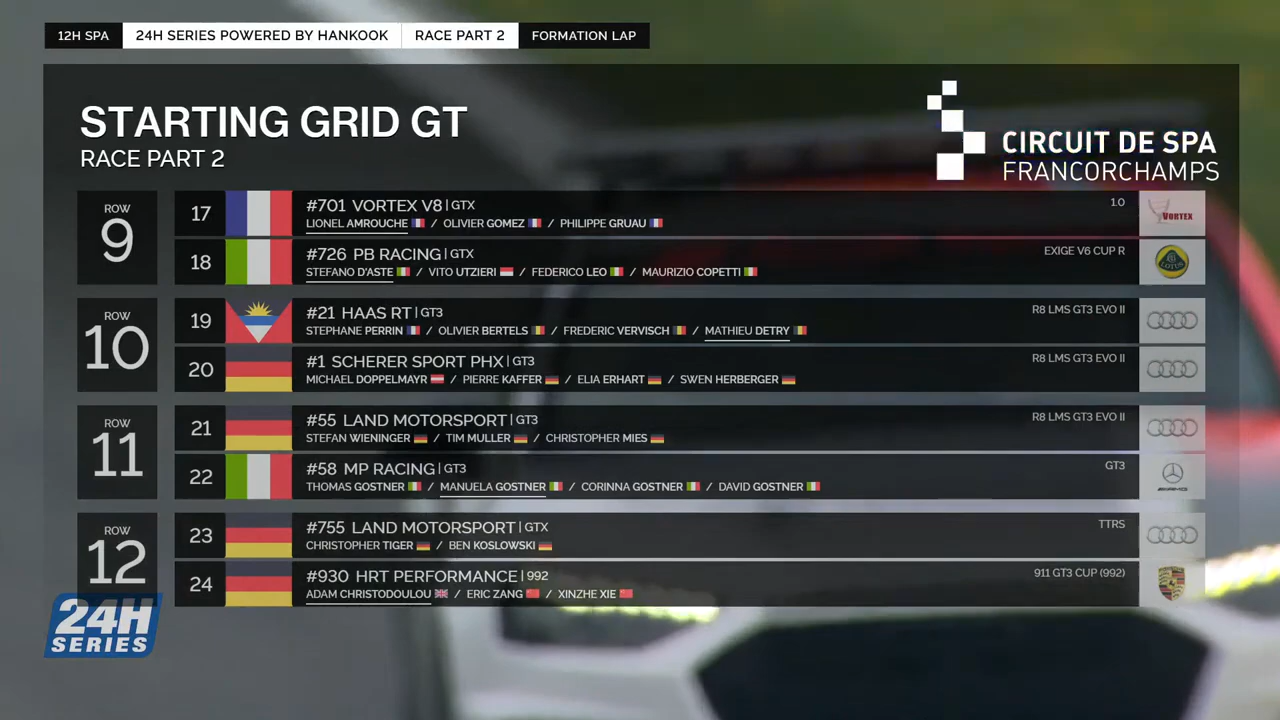 12H SPA 24H SERIES POWERED BY HANKOOK RACE PART 2 FORMATION LAP
STARTING GRID GT
RACE PART 2
CIRCUIT DE SPA
FRANCORCHAMPS
ROW
9
17 #701 VORTEX V8 | GTX 1.0
LIONEL AMROUCHE / OLIVIER GOMEZ / PHILIPPE GRUAU
VORTEX
18 #726 PB RACING | GTX EXIGE V6 CUP R
STEFANO D'ASTE / VITO UTZIERI / FEDERICO LEO / MAURIZIO COPETTI
LOTUS
ROW
10
19 #21 HAAS RT | GT3 R8 LMS GT3 EVO II
STEPHANE PERRIN / OLIVIER BERTELS / FREDERIC VERVISCH / MATHIEU DETRY
20 #1 SCHERER SPORT PHX | GT3 R8 LMS GT3 EVO II
MICHAEL DOPPELMAYR / PIERRE KAFFER / ELIA ERHART / SWEN HERBERGER
ROW
11
21 #55 LAND MOTORSPORT | GT3 R8 LMS GT3 EVO II
STEFAN WIENINGER / TIM MULLER / CHRISTOPHER MIES
22 #58 MP RACING | GT3 GT3
THOMAS GOSTNER / MANUELA GOSTNER / CORINNA GOSTNER / DAVID GOSTNER
AMG
ROW
12
23 #755 LAND MOTORSPORT | GTX TTRS
CHRISTOPHER TIGER / BEN KOSLOWSKI
24 #930 HRT PERFORMANCE | 992 911 GT3 CUP (992)
ADAM CHRISTODOULOU / ERIC ZANG / XINZHE XIE
24H
SERIES